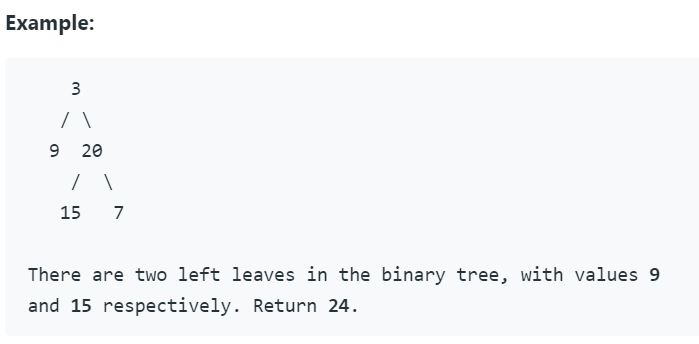 Example:
3
/ \
9 20
/ \
15 7
There are two left leaves in the binary tree, with values 9
and 15 respectively. Return 24.